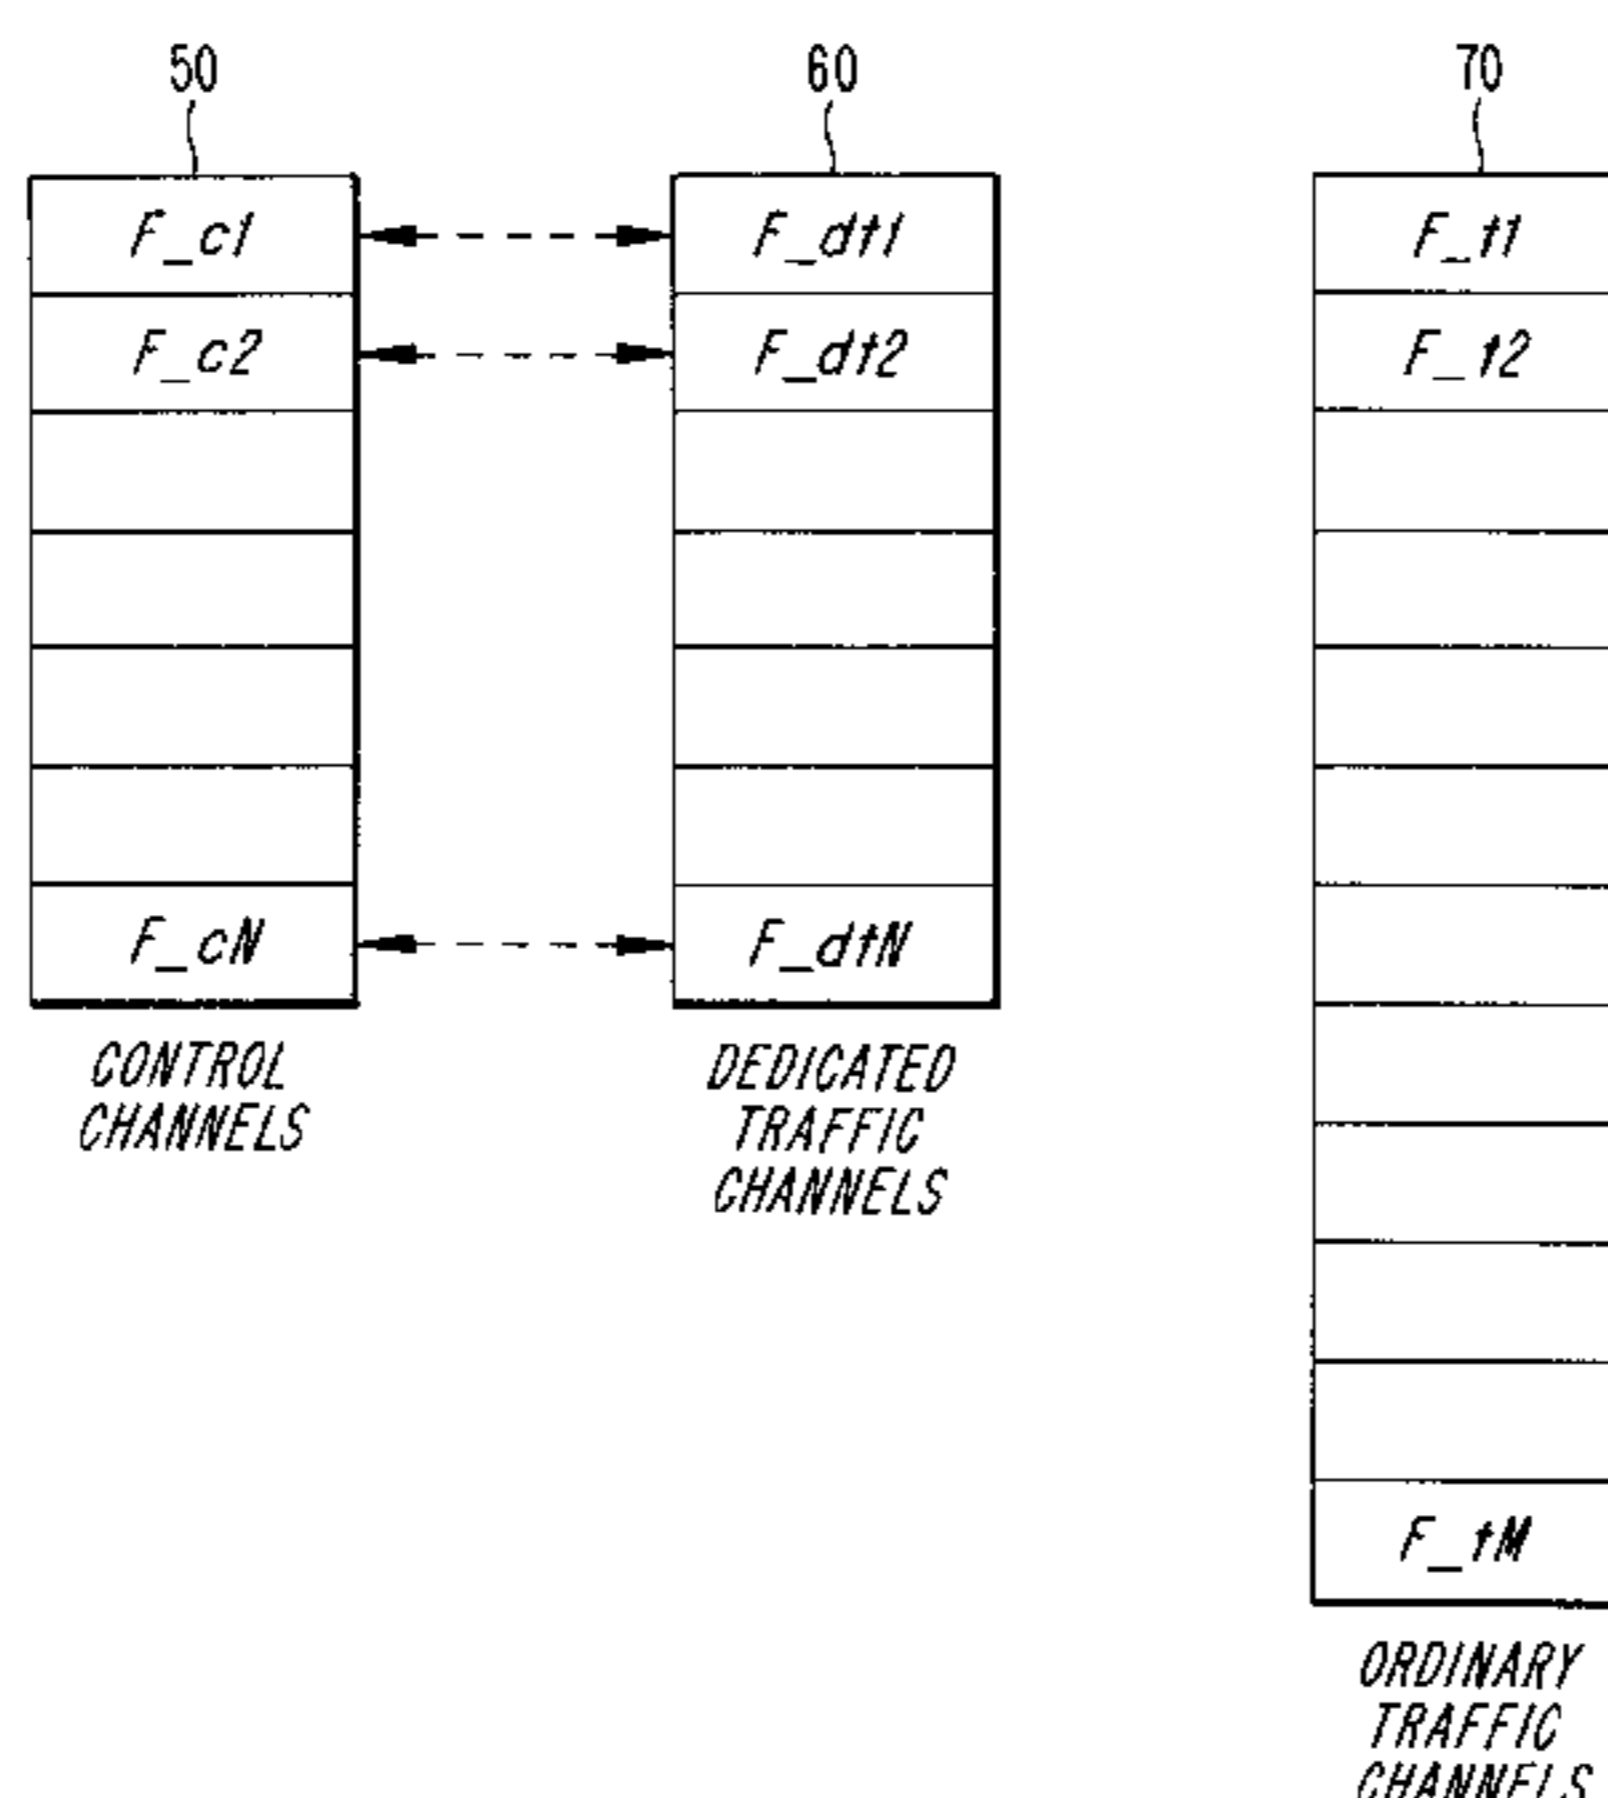 50
60
70
F_c1
F_dt1
F_t1
F_c2
F_dt2
F_t2
F_cN
F_dtN
CONTROL
CHANNELS
DEDICATED
TRAFFIC
CHANNELS
F_tM
ORDINARY
TRAFFIC
CHANNELS